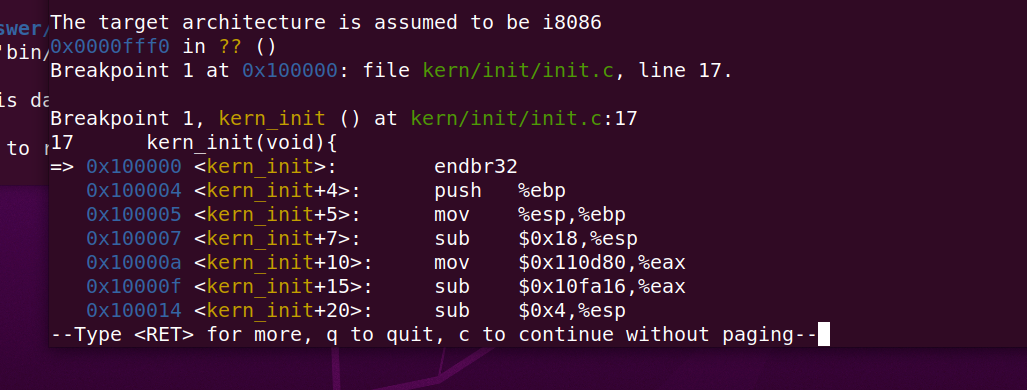 The target architecture is assumed to be i8086
swer/
0x0000fff0 in ?? ()
'bin/
Breakpoint 1 at 0x100000: file kern/init/init.c, line 17.
is da
Breakpoint 1, kern_init () at kern/init/init.c:17
17      kern_init(void){
to r
=> 0x100000 <kern_init>:        endbr32
   0x100004 <kern_init+4>:      push   %ebp
   0x100005 <kern_init+5>:      mov    %esp,%ebp
   0x100007 <kern_init+7>:      sub    $0x18,%esp
   0x10000a <kern_init+10>:     mov    $0x110d80,%eax
   0x10000f <kern_init+15>:     sub    $0x10fa16,%eax
   0x100014 <kern_init+20>:     sub    $0x4,%esp
--Type <RET> for more, q to quit, c to continue without paging--